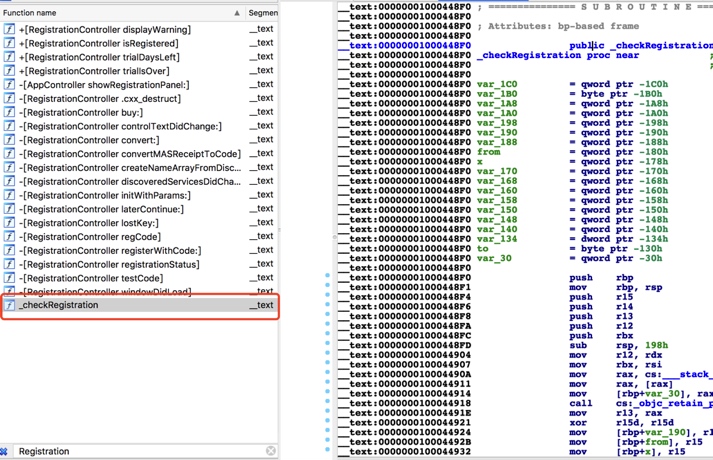 Function name
Segmen
+[RegistrationController displayWarning]
__text
+[RegistrationController isRegistered]
__text
+[RegistrationController trialDaysLeft]
__text
+[RegistrationController trialIsOver]
__text
-[AppController showRegistrationPanel:]
__text
-[RegistrationController .cxx_destruct]
__text
-[RegistrationController buy:]
__text
-[RegistrationController controlTextDidChange:]
__text
-[RegistrationController convert:]
__text
-[RegistrationController convertMASReceiptToCode]
__text
-[RegistrationController createNameArrayFromDisc...
__text
-[RegistrationController discoveredServicesDidCha...
__text
-[RegistrationController initWithParams:]
__text
-[RegistrationController laterContinue:]
__text
-[RegistrationController lostKey:]
__text
-[RegistrationController regCode]
__text
-[RegistrationController registerWithCode:]
__text
-[RegistrationController registrationStatus]
__text
-[RegistrationController testCode]
__text
-[RegistrationController windowDidLoad]
__text
_checkRegistration
__text
Registration
__text:00000001000448F0 ; =============== S U B R O U T I N E ==
__text:00000001000448F0
__text:00000001000448F0 ; Attributes: bp-based frame
__text:00000001000448F0
__text:00000001000448F0 public _checkRegistration
__text:00000001000448F0 _checkRegistration proc near ;
__text:00000001000448F0 ;
__text:00000001000448F0
__text:00000001000448F0 var_1C0 = qword ptr -1C0h
__text:00000001000448F0 var_1B0 = byte ptr -1B0h
__text:00000001000448F0 var_1A8 = qword ptr -1A8h
__text:00000001000448F0 var_1A0 = qword ptr -1A0h
__text:00000001000448F0 var_198 = qword ptr -198h
__text:00000001000448F0 var_190 = qword ptr -190h
__text:00000001000448F0 var_188 = qword ptr -188h
__text:00000001000448F0 from = qword ptr -180h
__text:00000001000448F0 x = qword ptr -178h
__text:00000001000448F0 var_170 = qword ptr -170h
__text:00000001000448F0 var_168 = qword ptr -168h
__text:00000001000448F0 var_160 = qword ptr -160h
__text:00000001000448F0 var_158 = qword ptr -158h
__text:00000001000448F0 var_150 = qword ptr -150h
__text:00000001000448F0 var_148 = qword ptr -148h
__text:00000001000448F0 var_140 = qword ptr -140h
__text:00000001000448F0 var_134 = dword ptr -134h
__text:00000001000448F0 to = byte ptr -130h
__text:00000001000448F0 var_30 = qword ptr -30h
__text:00000001000448F0
__text:00000001000448F0 push rbp
__text:00000001000448F1 mov rbp, rsp
__text:00000001000448F4 push r15
__text:00000001000448F6 push r14
__text:00000001000448F8 push r13
__text:00000001000448FA push r12
__text:00000001000448FC push rbx
__text:00000001000448FD sub rsp, 198h
__text:0000000100044904 mov r12, rdx
__text:0000000100044907 mov rbx, rsi
__text:000000010004490A mov rax, cs:___stack_
__text:0000000100044911 mov rax, [rax]
__text:0000000100044914 mov [rbp+var_30], rax
__text:0000000100044918 call cs:_objc_retain_p
__text:000000010004491E mov r13, rax
__text:0000000100044921 xor r15d, r15d
__text:0000000100044924 mov [rbp+var_190], r1
__text:000000010004492B mov [rbp+from], r15
__text:0000000100044932 mov [rbp+x], r15